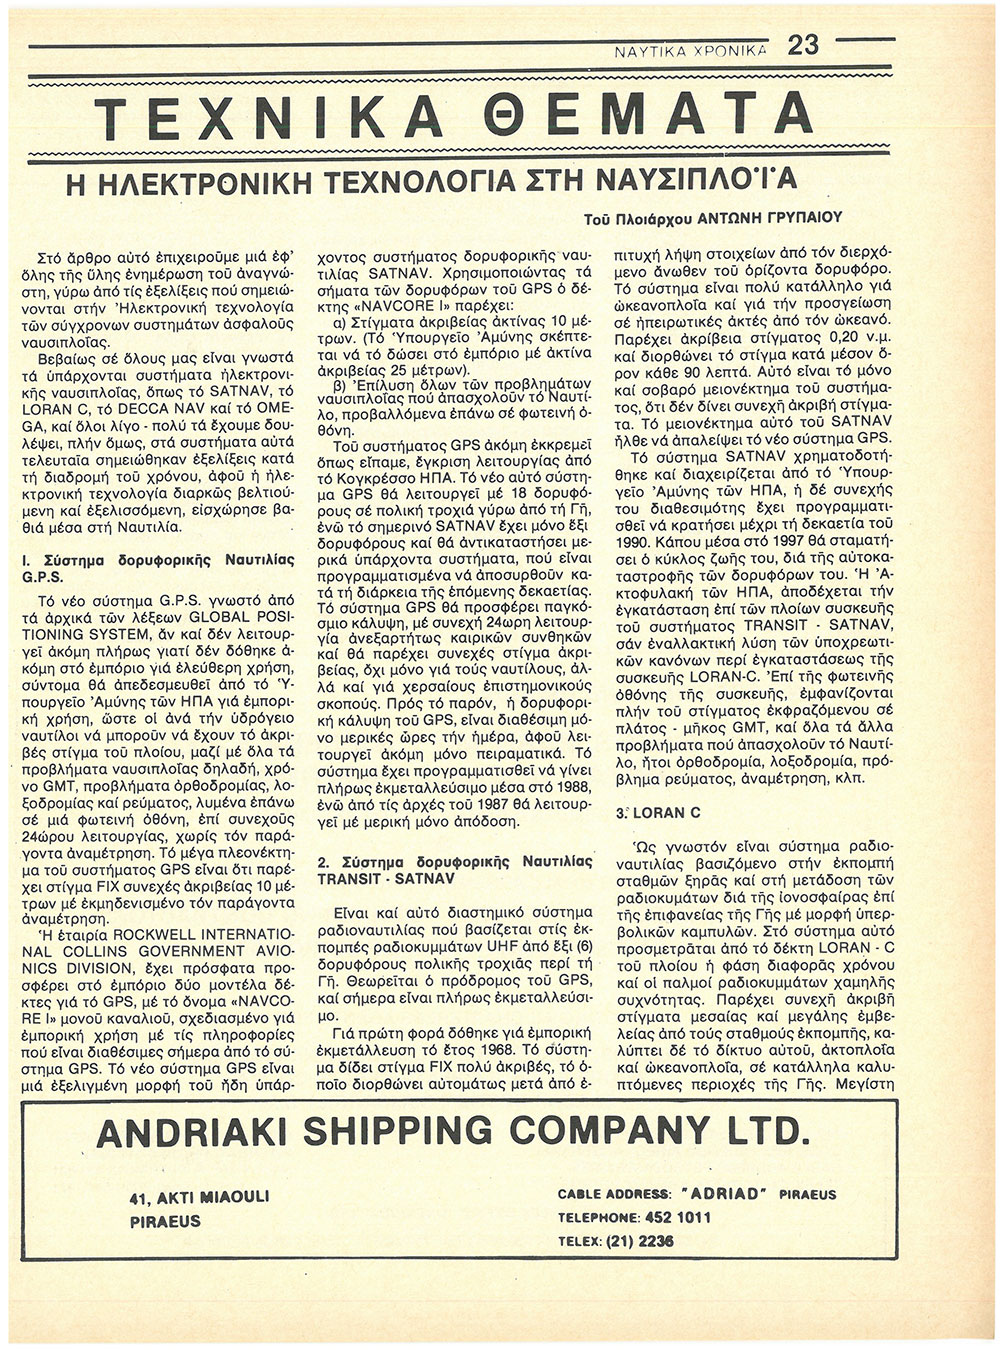 ΝΑΥΤΙΚΑ ΧΡΟΝΙΚΑ 23
ΤΕΧΝΙΚΑ ΘΕΜΑΤΑ
Η ΗΛΕΚΤΡΟΝΙΚΗ ΤΕΧΝΟΛΟΓΙΑ ΣΤΗ ΝΑΥΣΙΠΛΟΪΑ
Τοῦ Πλοιάρχου ΑΝΤΩΝΗ ΓΡΥΠΑΙΟΥ
Στό ἄρθρο αὐτό ἐπιχειροῦμε μιά ἐφ'
ὅλης τῆς ὕλης ἐνημέρωση τοῦ ἀναγνώ-
στη, γύρω ἀπό τίς ἐξελίξεις πού σημειώ-
νονται στήν Ἠλεκτρονική τεχνολογία
τῶν σύγχρονων συστημάτων ἀσφαλοῦς
ναυσιπλοΐας.
Βεβαίως σέ ὅλους μας εἶναι γνωστά
τά ὑπάρχονται συστήματα ἠλεκτρονι-
κῆς ναυσιπλοΐας, ὅπως τό SATNAV, τό
LORAN C, τό DECCA NAV καί τό OME-
GA, καί ὅλοι λίγο - πολύ τά ἔχουμε δου-
λέψει, πλήν ὅμως, στά συστήματα αὐτά
τελευταῖα σημειώθηκαν ἐξελίξεις κατά
τή διαδρομή τοῦ χρόνου, ἀφοῦ ἡ ἠλε-
κτρονική τεχνολογία διαρκῶς βελτιού-
μενη καί ἐξελισσόμενη, εἰσχώρησε βα-
θιά μέσα στή Ναυτιλία.
Ι. Σύστημα δορυφορικῆς Ναυτιλίας
G.P.S.
Τό νέο σύστημα G.P.S. γνωστό ἀπό
τά ἀρχικά τῶν λέξεων GLOBAL POSI-
TIONING SYSTEM, ἄν καί δέν λειτουρ-
γεῖ ἀκόμη πλήρως γιατί δέν δόθηκε ἀ-
κόμη στό ἐμπόριο γιά ἐλεύθερη χρήση,
σύντομα θά ἀπεδεσμευθεῖ ἀπό τό Ὑ-
πουργεῖο Ἀμύνης τῶν ΗΠΑ γιά ἐμπορι-
κή χρήση, ὥστε οἱ ἀνά τήν ὑδρόγειο
ναυτίλοι νά μποροῦν νά ἔχουν τό ἀκρι-
βές στίγμα τοῦ πλοίου, μαζί μέ ὅλα τά
προβλήματα ναυσιπλοΐας δηλαδή, χρό-
νο GMT, προβλήματα ὀρθοδρομίας, λο-
ξοδρομίας καί ρεύματος, λυμένα ἐπάνω
σέ μιά φωτεινή ὀθόνη, ἐπί συνεχοῦς
24ώρου λειτουργίας, χωρίς τόν παρά-
γοντα ἀναμέτρηση. Τό μέγα πλεονέκτη-
μα τοῦ συστήματος GPS εἶναι ὅτι παρέ-
χει στίγμα FIX συνεχές ἀκριβείας 10 μέ-
τρων μέ ἐκμηδενισμένο τόν παράγοντα
ἀναμέτρηση.
Ἡ ἑταιρία ROCKWELL INTERNATIO-
NAL COLLINS GOVERNMENT AVIO-
NICS DIVISION, ἔχει πρόσφατα προ-
σφέρει στό ἐμπόριο δύο μοντέλα δέ-
κτες γιά τό GPS, μέ τό ὄνομα «NAVCO-
RE I» μονοῦ καναλιοῦ, σχεδιασμένο γιά
ἐμπορική χρήση μέ τίς πληροφορίες
πού εἶναι διαθέσιμες σήμερα ἀπό τό σύ-
στημα GPS. Τό νέο σύστημα GPS εἶναι
μιά ἐξελιγμένη μορφή τοῦ ἤδη ὑπάρ-
χοντος συστήματος δορυφορικῆς ναυ-
τιλίας SATNAV. Χρησιμοποιώντας τά
σήματα τῶν δορυφόρων τοῦ GPS ὁ δέ-
κτης «NAVCORE I» παρέχει:
α) Στίγματα ἀκριβείας ἀκτίνας 10 μέ-
τρων. (Τό Ὑπουργεῖο Ἀμύνης σκέπτε-
ται νά τό δώσει στό ἐμπόριο μέ ἀκτίνα
ἀκριβείας 25 μέτρων).
β) Ἐπίλυση ὅλων τῶν προβλημάτων
ναυσιπλοΐας πού ἀπασχολοῦν τό Ναυτί-
λο, προβαλλόμενα ἐπάνω σέ φωτεινή ὀ-
θόνη.
Τοῦ συστήματος GPS ἀκόμη ἐκκρεμεῖ
ὅπως εἴπαμε, ἔγκριση λειτουργίας ἀπό
τό Κογκρέσσο ΗΠΑ. Τό νέο αὐτό σύστη-
μα GPS θά λειτουργεῖ μέ 18 δορυφό-
ρους σέ πολική τροχιά γύρω ἀπό τή Γῆ,
ἐνῶ τό σημερινό SATNAV ἔχει μόνο ἕξι
δορυφόρους καί θά ἀντικαταστήσει με-
ρικά ὑπάρχοντα συστήματα, πού εἶναι
προγραμματισμένα νά ἀποσυρθοῦν κα-
τά τή διάρκεια τῆς ἑπόμενης δεκαετίας.
Τό σύστημα GPS θά προσφέρει παγκό-
σμιο κάλυψη, μέ συνεχή 24ωρη λειτουρ-
γία ἀνεξαρτήτως καιρικῶν συνθηκῶν
καί θά παρέχει συνεχές στίγμα ἀκρι-
βείας, ὄχι μόνο γιά τούς ναυτίλους, ἀλ-
λά καί γιά χερσαίους ἐπιστημονικούς
σκοπούς. Πρός τό παρόν, ἡ δορυφορι-
κή κάλυψη τοῦ GPS, εἶναι διαθέσιμη μό-
νο μερικές ὧρες τήν ἡμέρα, ἀφοῦ λει-
τουργεῖ ἀκόμη μόνο πειραματικά. Τό
σύστημα ἔχει προγραμματισθεῖ νά γίνει
πλήρως ἐκμεταλλεύσιμο μέσα στό 1988,
ἐνῶ ἀπό τίς ἀρχές τοῦ 1987 θά λειτουρ-
γεῖ μέ μερική μόνο ἀπόδοση.
2. Σύστημα δορυφορικῆς Ναυτιλίας
TRANSIT - SATNAV
Εἶναι καί αὐτό διαστημικό σύστημα
ραδιοναυτιλίας πού βασίζεται στίς ἐκ-
πομπές ραδιοκυμμάτων UHF ἀπό ἕξι (6)
δορυφόρους πολικῆς τροχιᾶς περί τή
Γῆ. Θεωρεῖται ὁ πρόδρομος τοῦ GPS,
καί σήμερα εἶναι πλήρως ἐκμεταλλεύσι-
μο.
Γιά πρώτη φορά δόθηκε γιά ἐμπορική
ἐκμετάλλευση τό ἔτος 1968. Τό σύστη-
μα δίδει στίγμα FIX πολύ ἀκριβές, τό ὁ-
ποῖο διορθώνει αὐτομάτως μετά ἀπό ἐ-
πιτυχή λήψη στοιχείων ἀπό τόν διερχό-
μενο ἄνωθεν τοῦ ὁρίζοντα δορυφόρο.
Τό σύστημα εἶναι πολύ κατάλληλο γιά
ὠκεανοπλοΐα καί γιά τήν προσγείωση
σέ ἠπειρωτικές ἀκτές ἀπό τόν ὠκεανό.
Παρέχει ἀκρίβεια στίγματος 0,20 ν.μ.
καί διορθώνει τό στίγμα κατά μέσον ὅ-
ρον κάθε 90 λεπτά. Αὐτό εἶναι τό μόνο
καί σοβαρό μειονέκτημα τοῦ συστήμα-
τος, ὅτι δέν δίνει συνεχῆ ἀκριβή στίγμα-
τα. Τό μειονέκτημα αὐτό τοῦ SATNAV
ἦλθε νά ἀπαλείψει τό νέο σύστημα GPS.
Τό σύστημα SATNAV χρηματοδοτή-
θηκε καί διαχειρίζεται ἀπό τό Ὑπουρ-
γεῖο Ἀμύνης τῶν ΗΠΑ, ἡ δέ συνεχής
του διαθεσιμότης ἔχει προγραμματι-
σθεῖ νά κρατήσει μέχρι τή δεκαετία τοῦ
1990. Κάπου μέσα στό 1997 θά σταματή-
σει ὁ κύκλος ζωῆς του, διά τῆς αὐτοκα-
ταστροφῆς τῶν δορυφόρων του. Ἡ Ἀ-
κτοφυλακή τῶν ΗΠΑ, ἀποδέχεται τήν
ἐγκατάσταση ἐπί τῶν πλοίων συσκευῆς
τοῦ συστήματος TRANSIT - SATNAV,
σάν ἐναλλακτική λύση τῶν ὑποχρεωτι-
κῶν κανόνων περί ἐγκαταστάσεως τῆς
συσκευῆς LORAN-C. Ἐπί τῆς φωτεινῆς
ὀθόνης τῆς συσκευῆς, ἐμφανίζονται
πλήν τοῦ στίγματος ἐκφραζόμενου σέ
πλάτος - μῆκος GMT, καί ὅλα τά ἄλλα
προβλήματα πού ἀπασχολοῦν τό Ναυτί-
λο, ἤτοι ὀρθοδρομία, λοξοδρομία, πρό-
βλημα ρεύματος, ἀναμέτρηση, κλπ.
3. LORAN C
Ὡς γνωστόν εἶναι σύστημα ραδιο-
ναυτιλίας βασιζόμενο στήν ἐκπομπή
σταθμῶν ξηρᾶς καί στή μετάδοση τῶν
ραδιοκυμάτων διά τῆς ἰονοσφαίρας ἐπί
τῆς ἐπιφανείας τῆς Γῆς μέ μορφή ὑπερ-
βολικῶν καμπυλῶν. Στό σύστημα αὐτό
προσμετρᾶται ἀπό τό δέκτη LORAN - C
τοῦ πλοίου ἡ φάση διαφορᾶς χρόνου
καί οἱ παλμοί ραδιοκυμμάτων χαμηλῆς
συχνότητος. Παρέχει συνεχῆ ἀκριβῆ
στίγματα μεσαίας καί μεγάλης ἐμβε-
λείας ἀπό τούς σταθμούς ἐκπομπῆς, κα-
λύπτει δέ τό δίκτυο αὐτοῦ, ἀκτοπλοΐα
καί ὠκεανοπλοΐα, σέ κατάλληλα καλυ-
πτόμενες περιοχές τῆς Γῆς. Μεγίστη
ANDRIAKI SHIPPING COMPANY LTD.
41, AKTI MIAOULI
PIRAEUS
CABLE ADDRESS: "ADRIAD" PIRAEUS
TELEPHONE: 452 1011
TELEX: (21) 2236